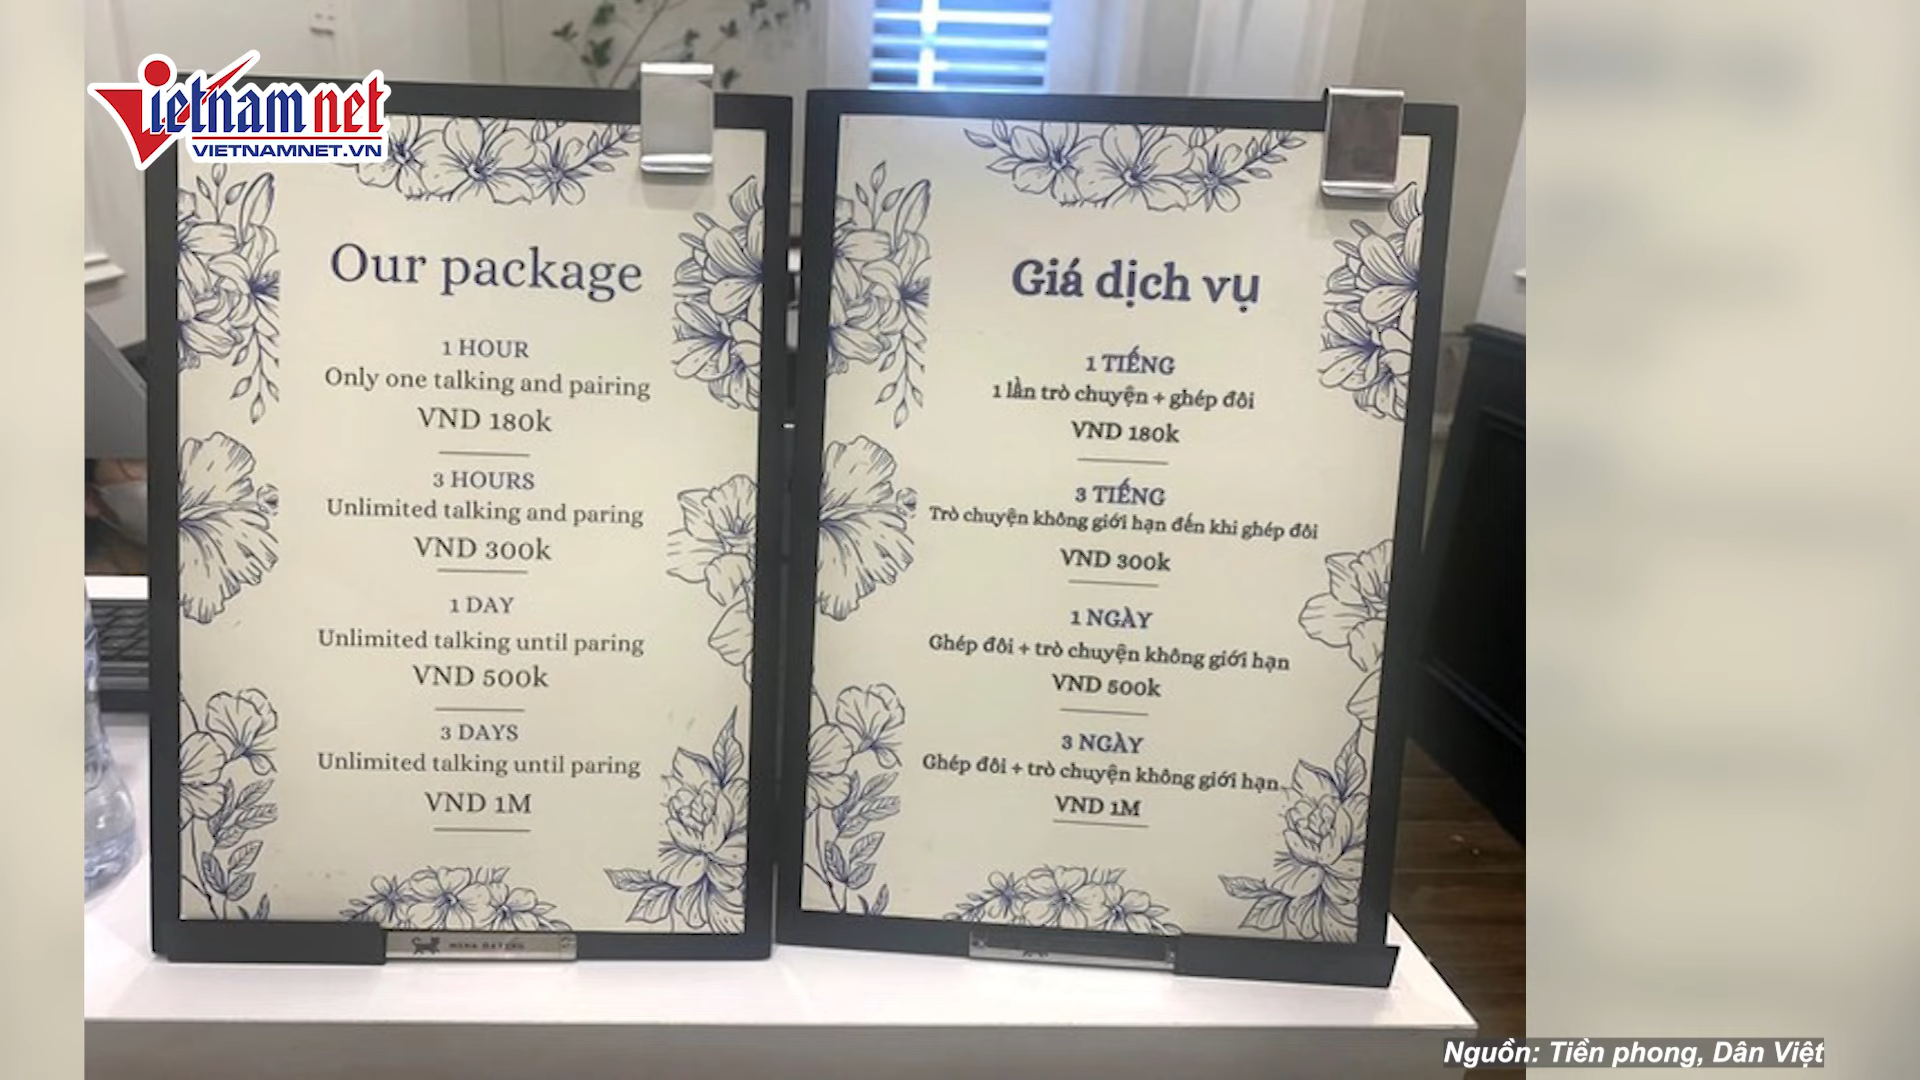 Vietnamnet
VIETNAMNET.VN
Our package
1 HOUR
Only one talking and pairing
VND 180k
3 HOURS
Unlimited talking and paring
VND 300k
1 DAY
Unlimited talking until paring
VND 500k
3 DAYS
Unlimited talking until paring
VND 1M
Giá dịch vụ
1 TIẾNG
1 lần trò chuyện + ghép đôi
VND 180k
3 TIẾNG
Trò chuyện không giới hạn đến khi ghép đôi
VND 300k
1 NGÀY
Ghép đôi + trò chuyện không giới hạn
VND 500k
3 NGÀY
Ghép đôi + trò chuyện không giới hạn
VND 1M
Nguồn: Tiền phong, Dân Việt